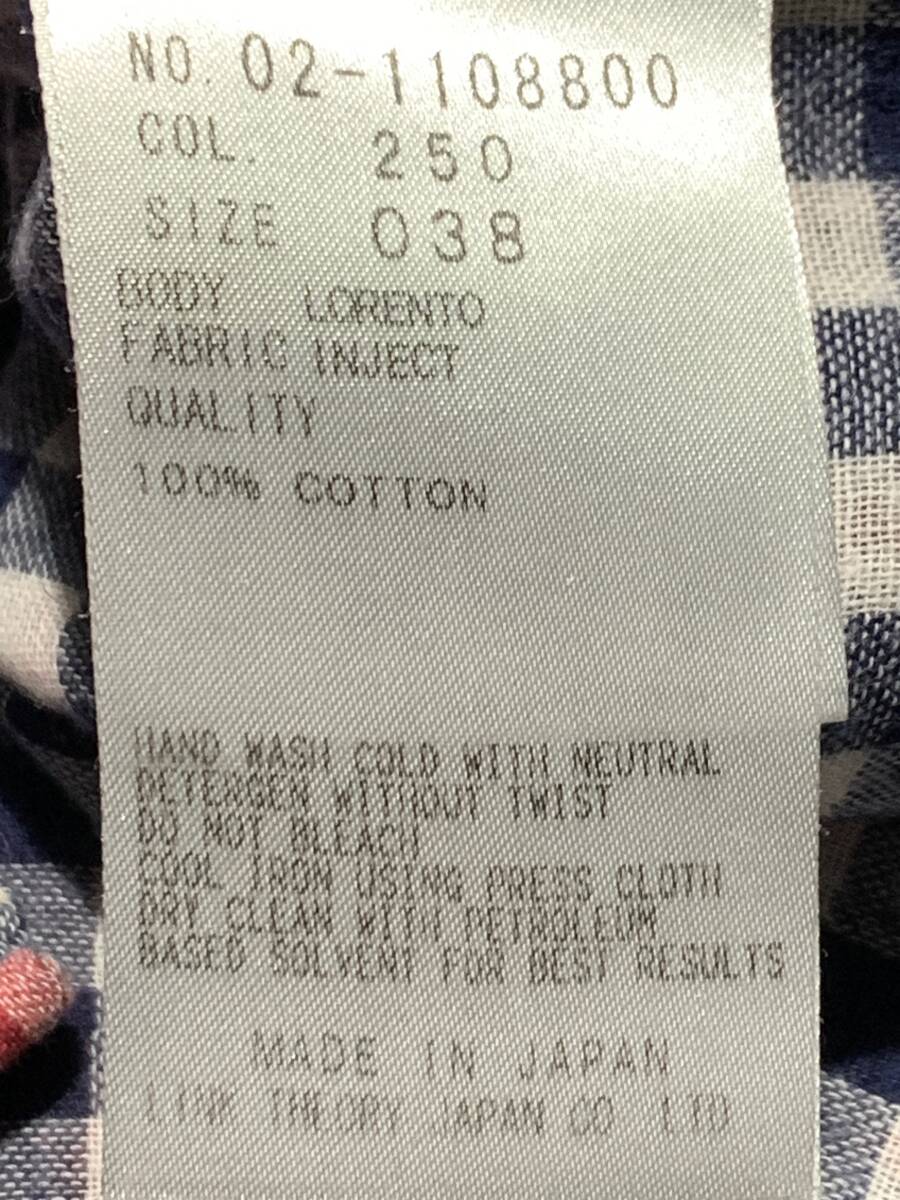 NO. 02-1108800
COL. 250
SIZE 038
BODY LORENTO
FABRIC INJECT
QUALITY
100% COTTON
HAND WASH COLD WITH NEUTRAL
DETERGEN WITHOUT TWIST
DO NOT BLEACH
COOL IRON USING PRESS CLOTH
DRY CLEAN WITH PETROLEUM
BASED SOLVENT FOR BEST RESULTS
MADE IN JAPAN
LINK THEORY JAPAN CO LTD